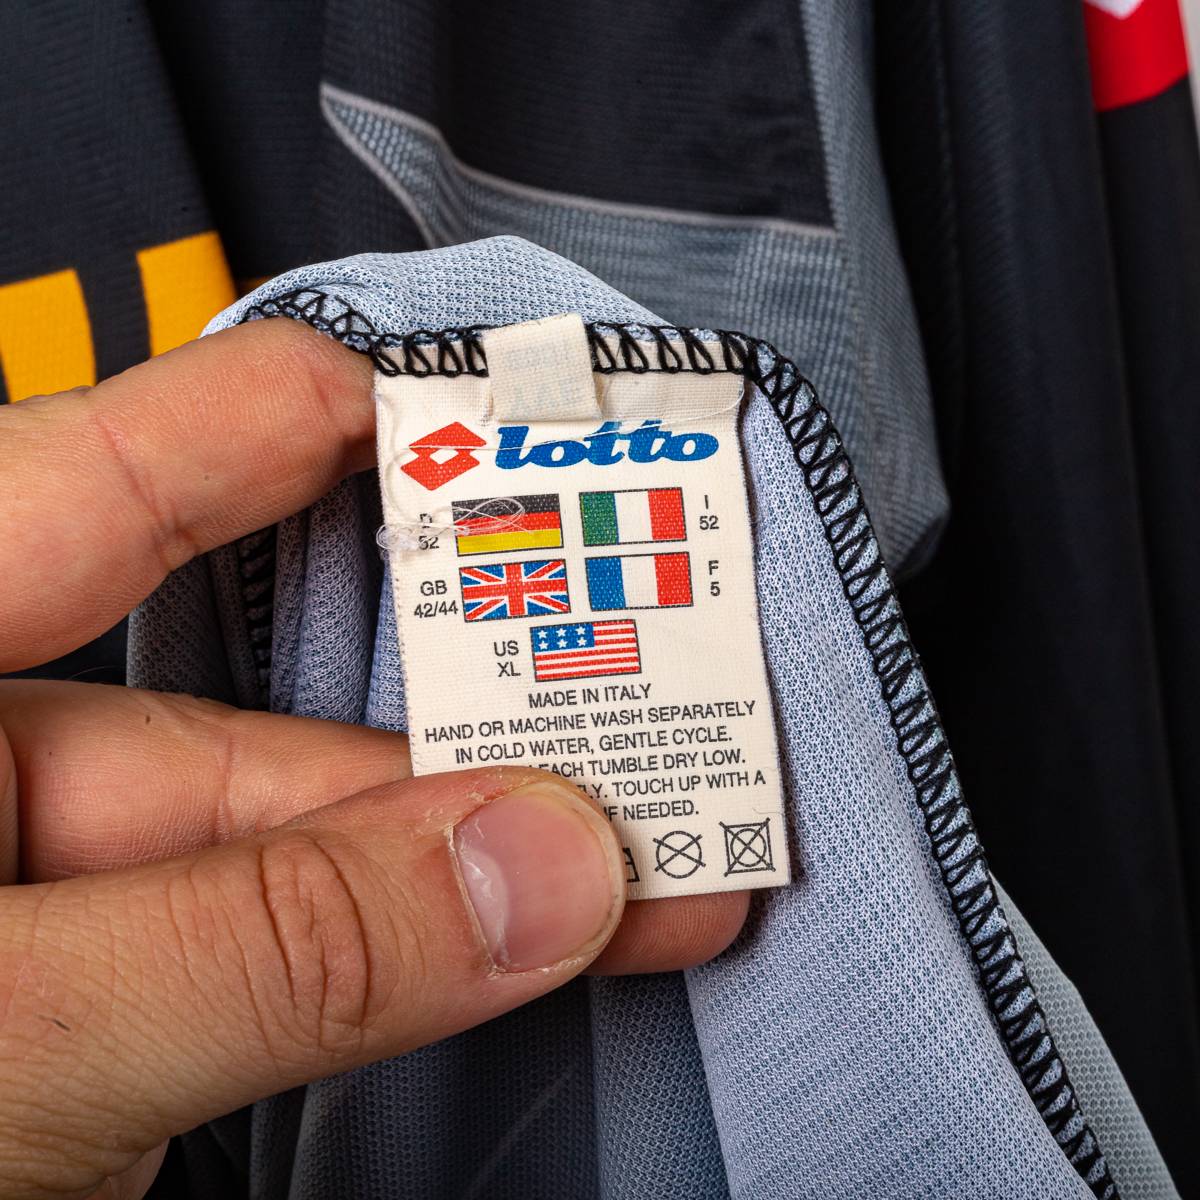 lotto
D
52
I
52
GB
42/44
F
5
US
XL
MADE IN ITALY
HAND OR MACHINE WASH SEPARATELY
IN COLD WATER, GENTLE CYCLE.
TUMBLE DRY LOW.
TOUCH UP WITH A
IF NEEDED.